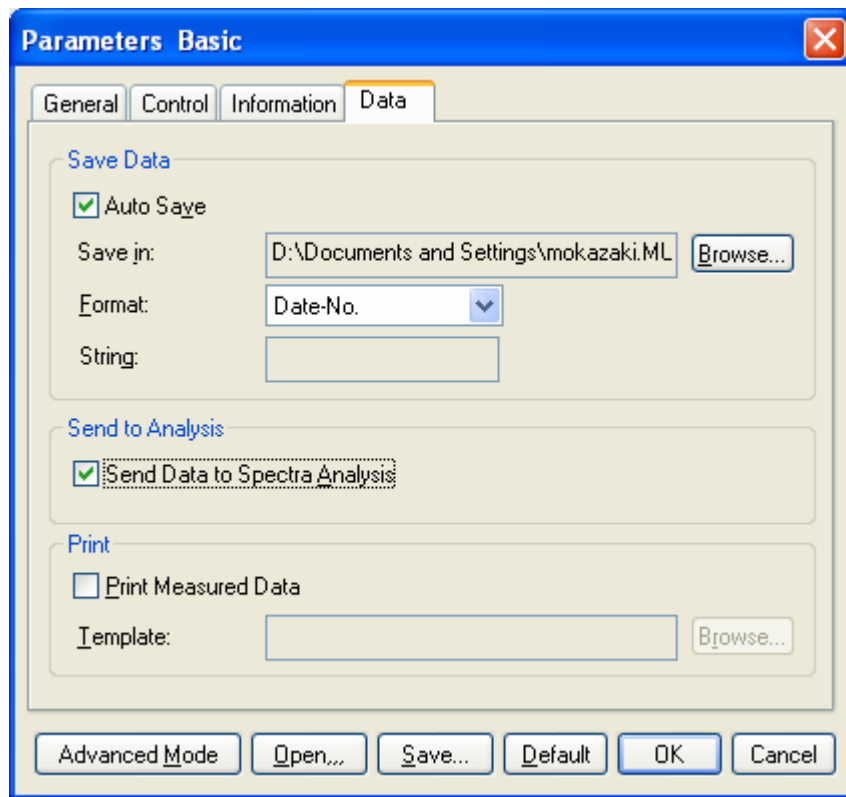 Parameters Basic
General Control Information Data
Save Data
Auto Save
Save in: D:\Documents and Settings\mokazaki.ML Browse...
Format: Date-No.
String:
Send to Analysis
Send Data to Spectra Analysis
Print
Print Measured Data
Template: Browse...
Advanced Mode Open,,, Save... Default OK Cancel